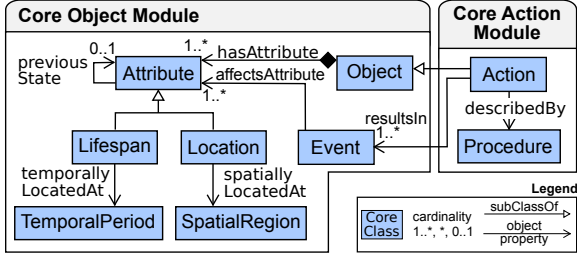 Core Object Module
Core Action
Module
0..1
previous
State
Attribute
1..*
hasAttribute
Object
affectsAttribute
1..*
Action
describedBy
resultsIn
1..*
Lifespan
Location
Event
Procedure
temporally
LocatedAt
spatially
LocatedAt
TemporalPeriod
SpatialRegion
Legend
Core
Class
cardinality
1..*, *, 0..1
subClassOf
object
property